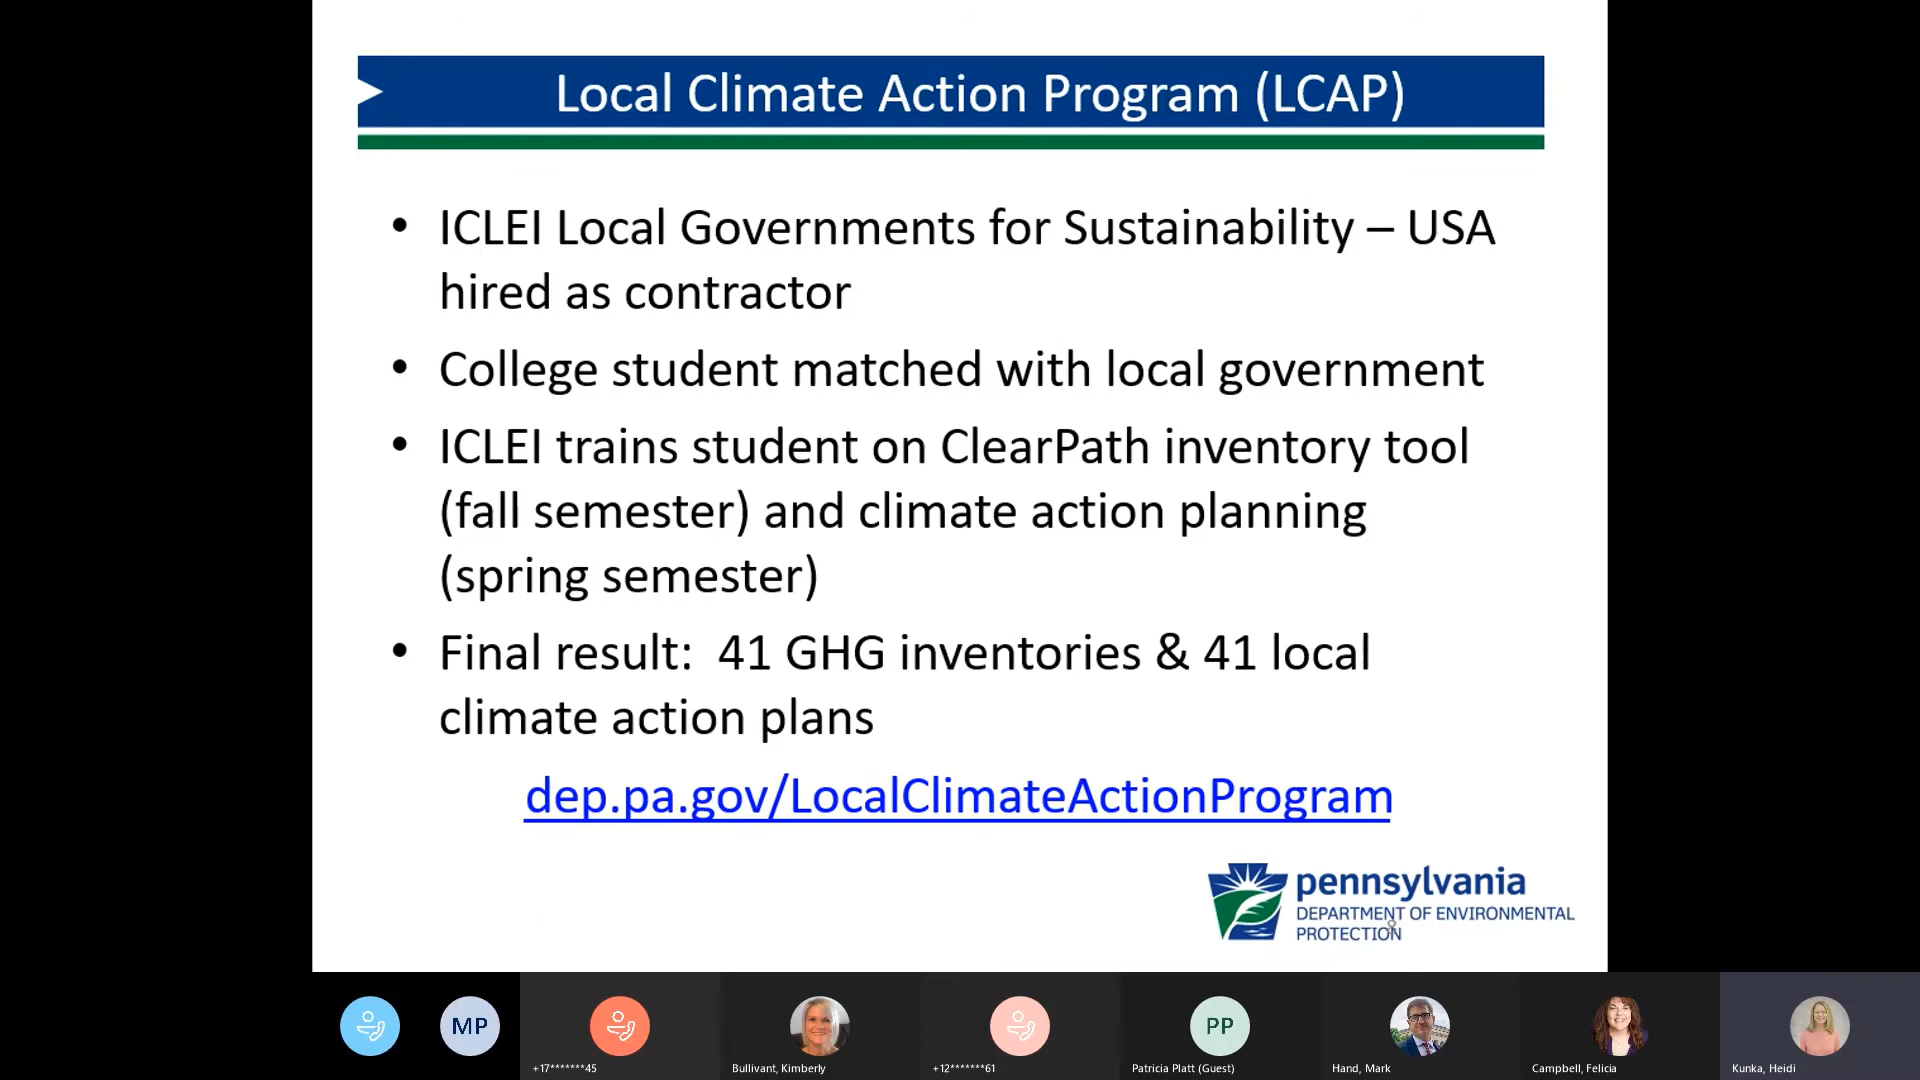 Local Climate Action Program (LCAP)
• ICLEI Local Governments for Sustainability – USA
hired as contractor
• College student matched with local government
• ICLEI trains student on ClearPath inventory tool
(fall semester) and climate action planning
(spring semester)
• Final result:  41 GHG inventories & 41 local
climate action plans
dep.pa.gov/LocalClimateActionProgram
pennsylvania
DEPARTMENT OF ENVIRONMENTAL
PROTECTION
8
MP
PP
+17*******45
Bullivant, Kimberly
+12*******61
Patricia Platt (Guest)
Hand, Mark
Campbell, Felicia
Kunka, Heidi